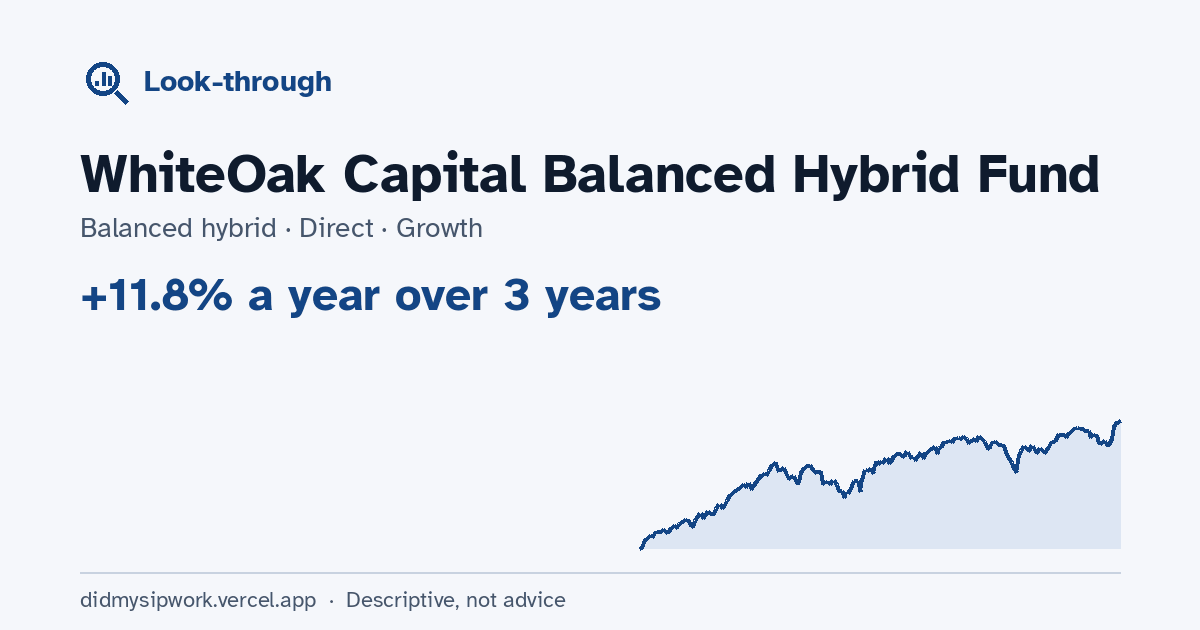 Look-through
WhiteOak Capital Balanced Hybrid Fund
Balanced hybrid · Direct · Growth
+11.8% a year over 3 years
didmysipwork.vercel.app · Descriptive, not advice